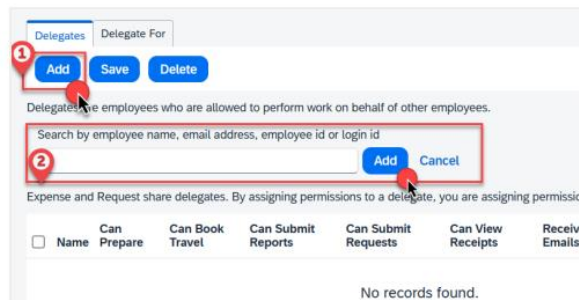 Delegates Delegate For
1
Add Save Delete
Delegates are employees who are allowed to perform work on behalf of other employees.
Search by employee name, email address, employee id or login id
2
Add Cancel
Expense and Request share delegates. By assigning permissions to a delegate, you are assigning
Name Can Prepare Can Book Travel Can Submit Reports Can Submit Requests Can View Receipts Emails
No records found.